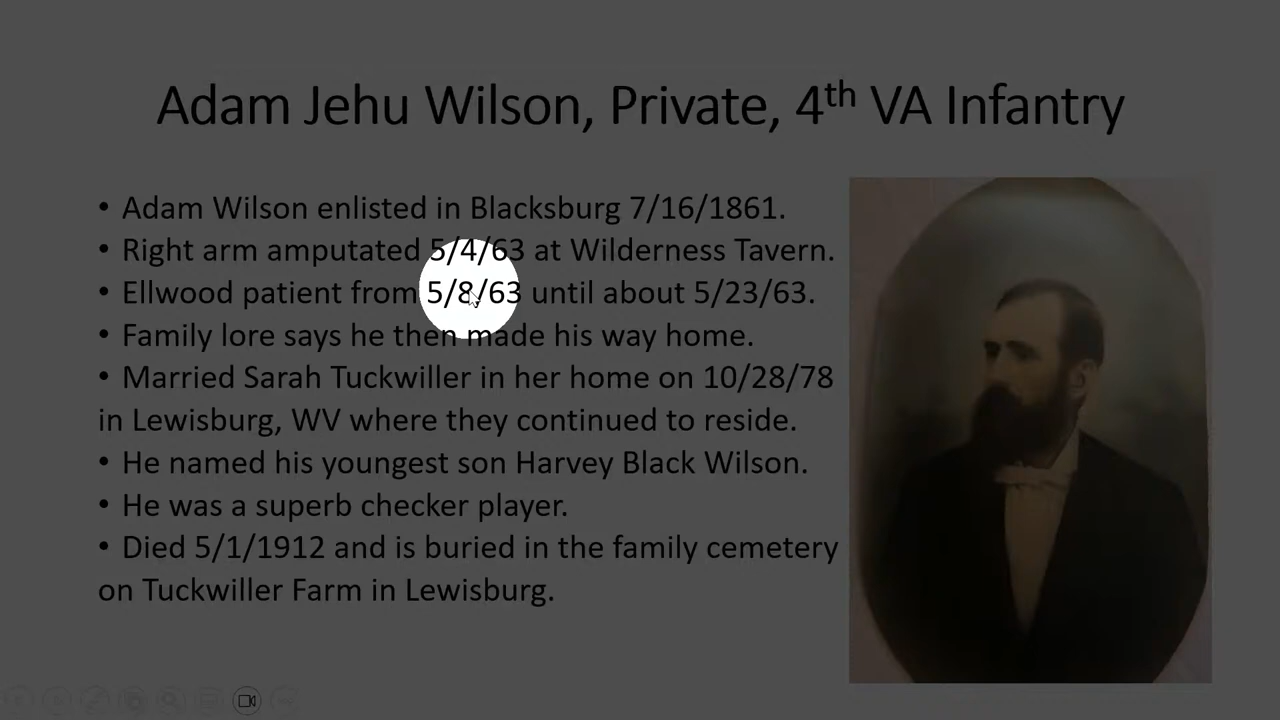 Adam Jehu Wilson, Private, 4th VA Infantry
• Adam Wilson enlisted in Blacksburg 7/16/1861.
• Right arm amputated 5/4/63 at Wilderness Tavern.
• Ellwood patient from 5/8/63 until about 5/23/63.
• Family lore says he then made his way home.
• Married Sarah Tuckwiller in her home on 10/28/78
in Lewisburg, WV where they continued to reside.
• He named his youngest son Harvey Black Wilson.
• He was a superb checker player.
• Died 5/1/1912 and is buried in the family cemetery
on Tuckwiller Farm in Lewisburg.